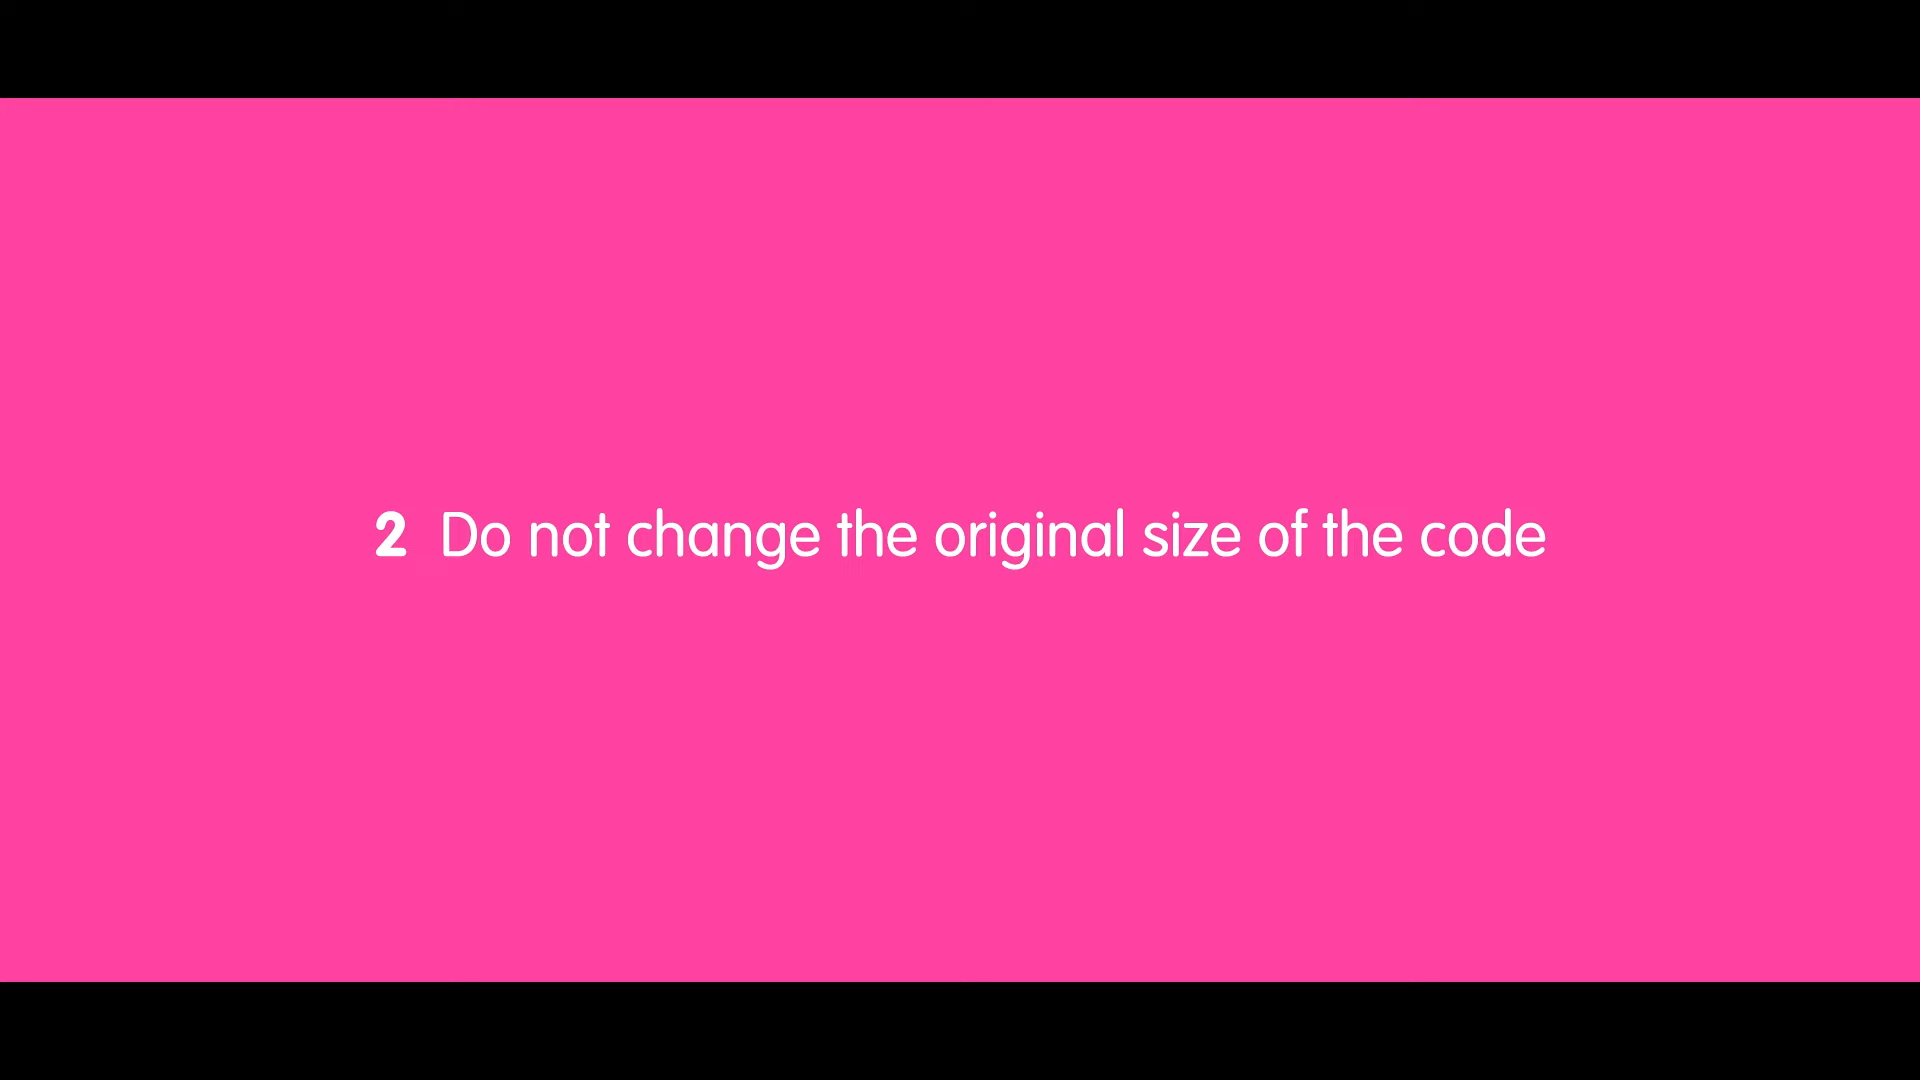 2 Do not change the original size of the code